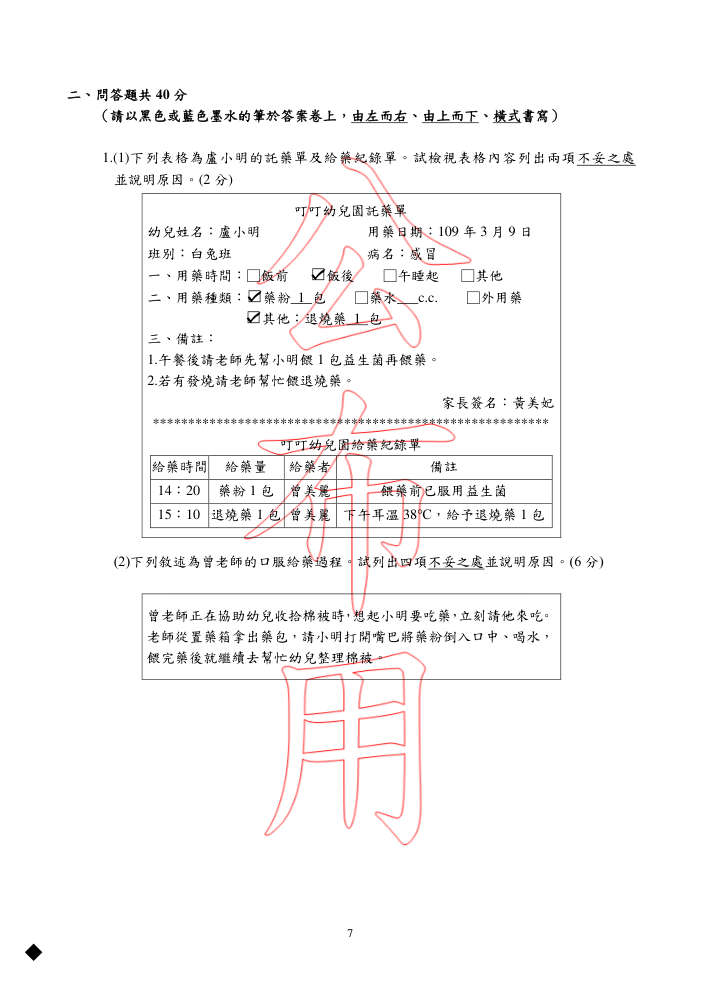 二、問答題共 40 分
（請以黑色或藍色墨水的筆於答案卷上，由左而右、由上而下、橫式書寫）
1.(1)下列表格為盧小明的託藥單及給藥紀錄單。試檢視表格內容列出兩項不妥之處
並說明原因。(2 分)
叮叮幼兒園託藥單
幼兒姓名：盧小明 用藥日期：109 年 3 月 9 日
班別：白兔班 病名：感冒
一、用藥時間：□飯前 ☑飯後 □午睡起 □其他
二、用藥種類：☑藥粉 1 包 □藥水___c.c. □外用藥
☑其他：退燒藥 1 包
三、備註：
1.午餐後請老師先幫小明餵 1 包益生菌再餵藥。
2.若有發燒請老師幫忙餵退燒藥。
家長簽名：黃美妃
********************************************************
叮叮幼兒園給藥紀錄單
給藥時間 給藥量 給藥者 備註
14：20 藥粉 1 包 曾美麗 餵藥前已服用益生菌
15：10 退燒藥 1 包 曾美麗 下午耳溫 38℃，給予退燒藥 1 包
(2)下列敘述為曾老師的口服給藥過程。試列出四項不妥之處並說明原因。(6 分)
曾老師正在協助幼兒收拾棉被時，想起小明要吃藥，立刻請他來吃。
老師從置藥箱拿出藥包，請小明打開嘴巴將藥粉倒入口中、喝水，
餵完藥後就繼續去幫忙幼兒整理棉被。
公布用
7